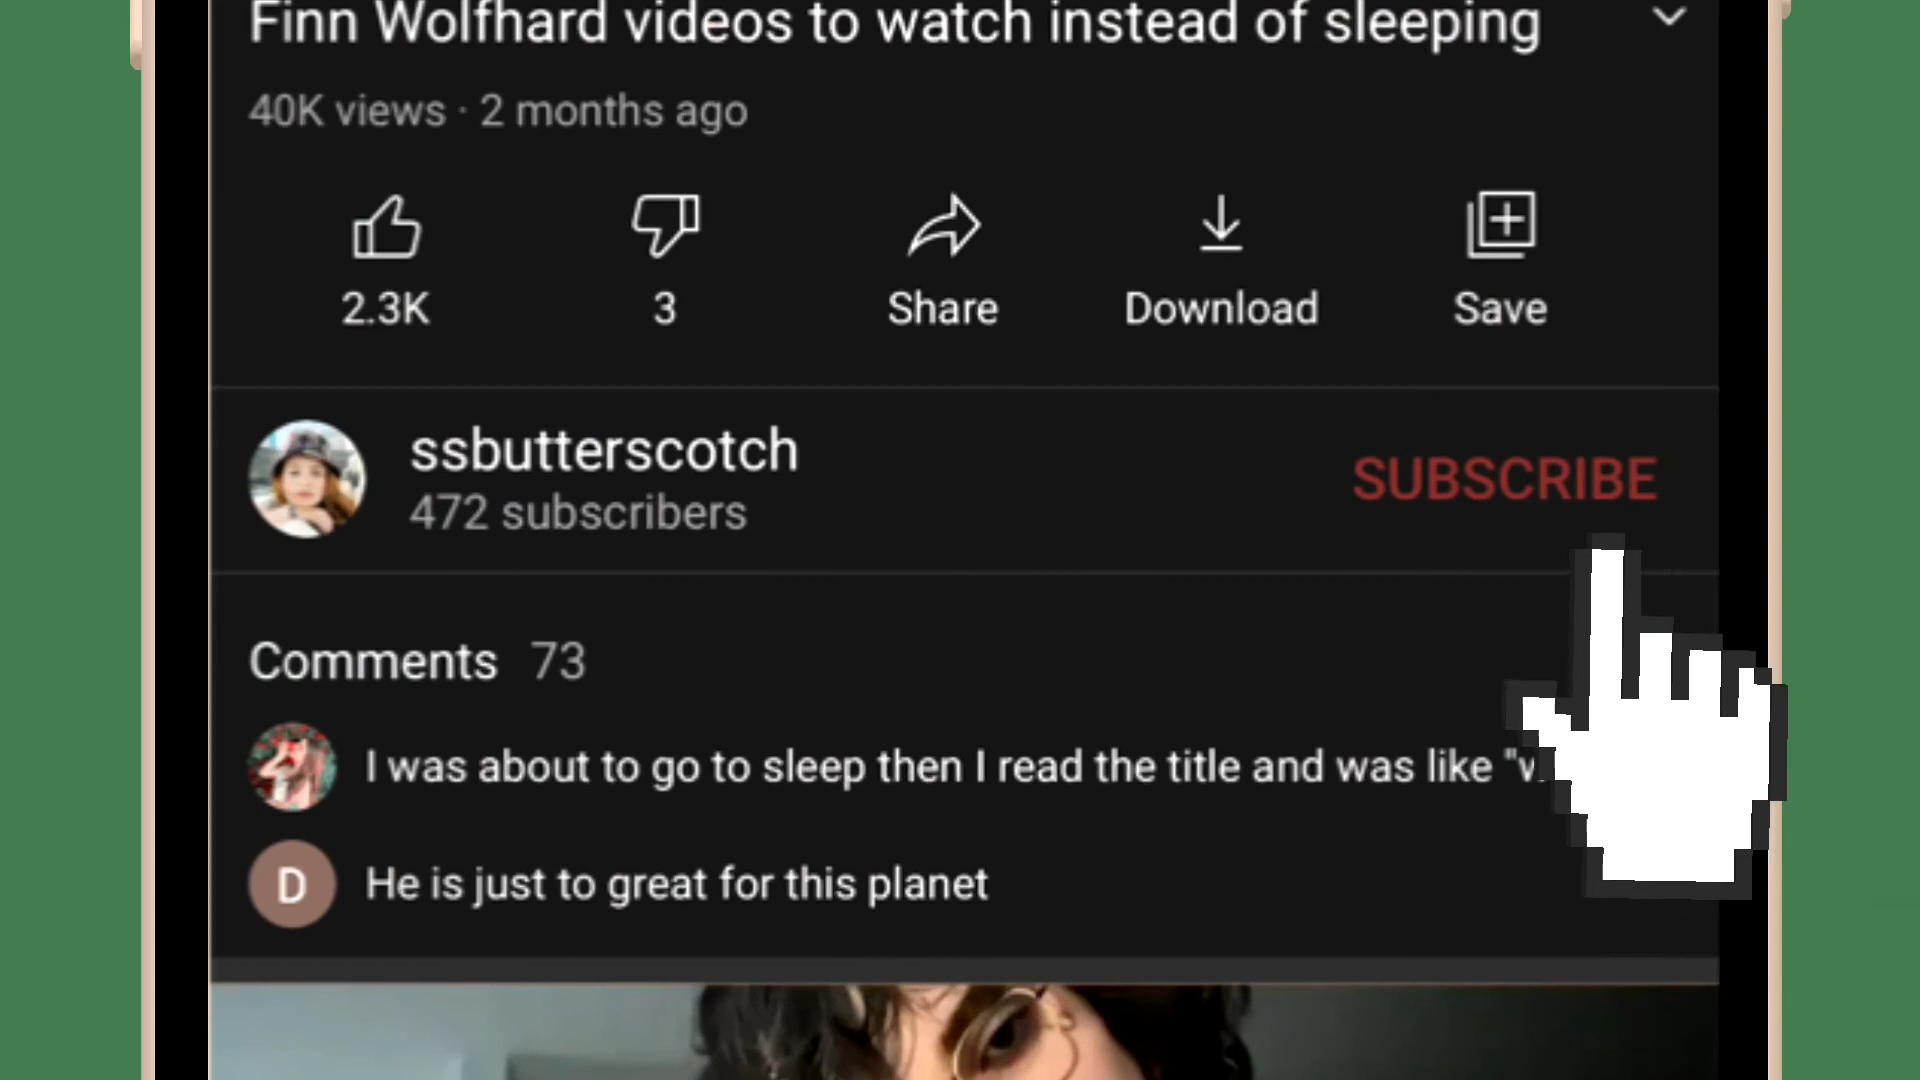 Finn Wolfhard videos to watch instead of sleeping
40K views · 2 months ago
2.3K
3
Share
Download
Save
ssbutterscotch
472 subscribers
SUBSCRIBE
Comments 73
I was about to go to sleep then I read the title and was like "
D
He is just to great for this planet